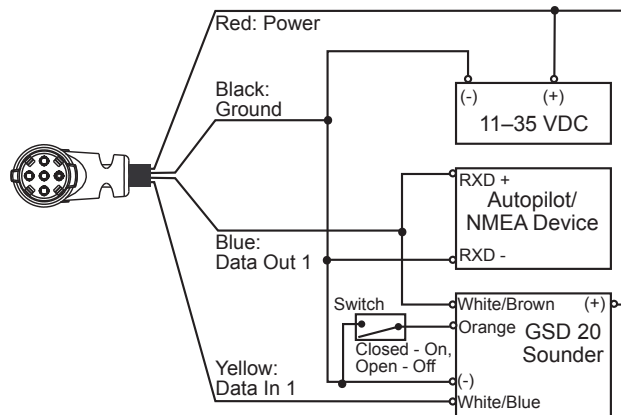 Red: Power
Black:
Ground
(-)
(+)
11–35 VDC
RXD +
Autopilot/
NMEA Device
RXD -
Blue:
Data Out 1
Switch
White/Brown
(+)
Orange
GSD 20
Sounder
Closed - On,
Open - Off
Yellow:
Data In 1
(-)
White/Blue